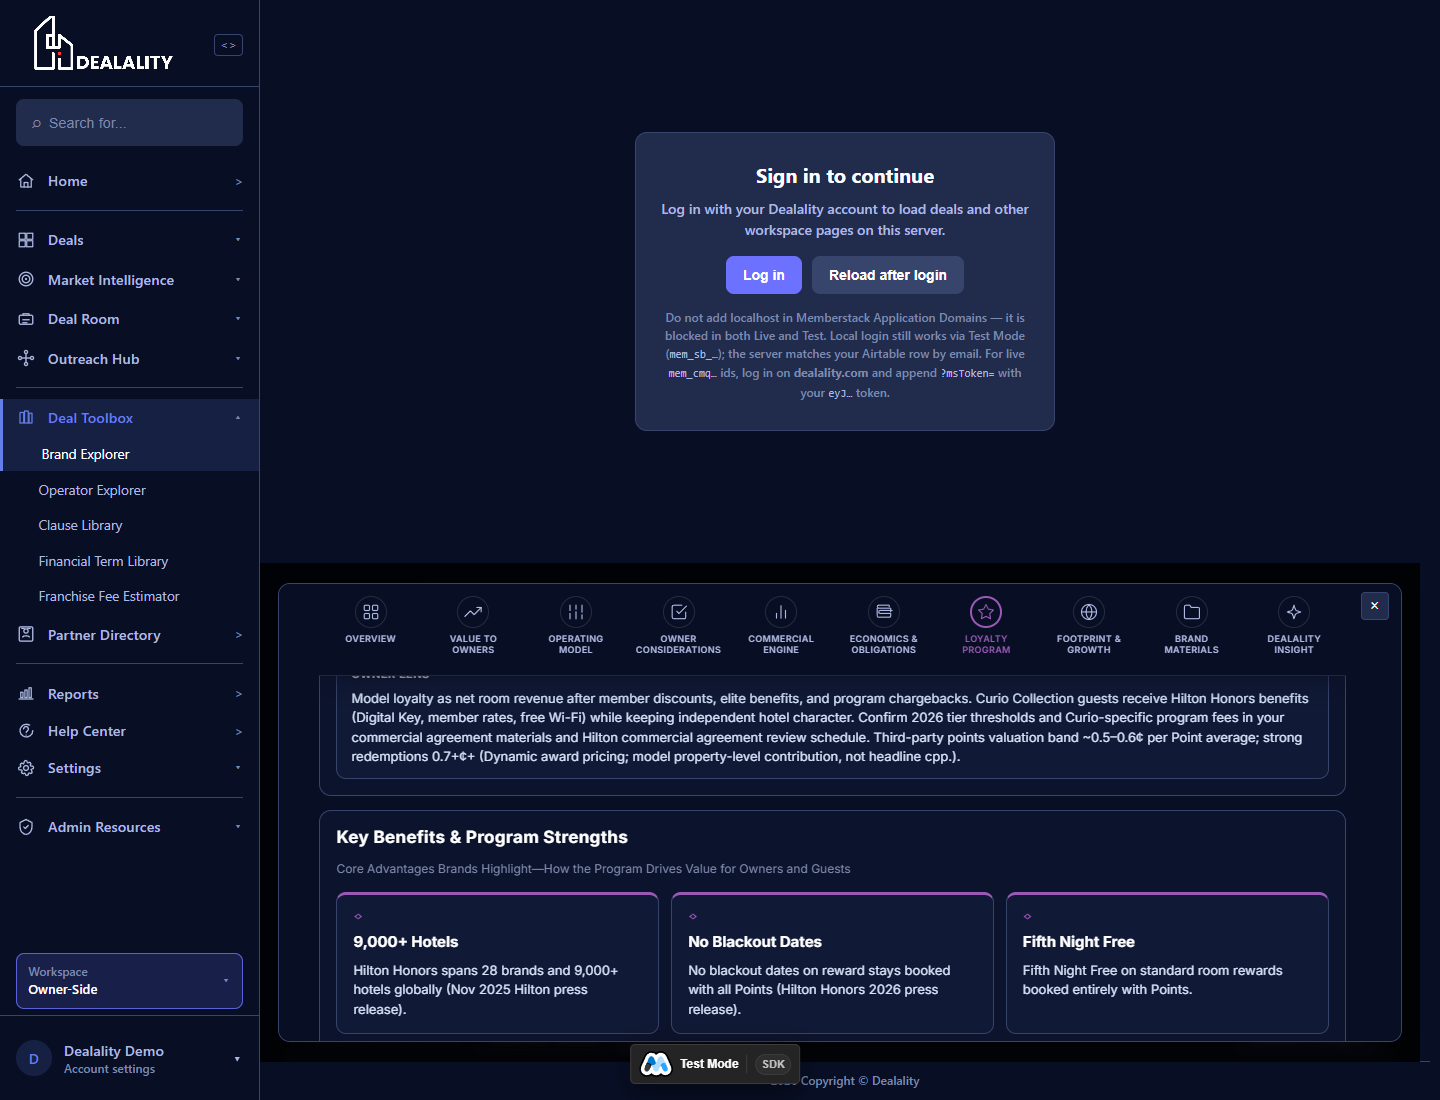 DEALALITY
<>
Search for...
Home
Deals
Market Intelligence
Deal Room
Outreach Hub
Deal Toolbox
Brand Explorer
Operator Explorer
Clause Library
Financial Term Library
Franchise Fee Estimator
Partner Directory
Reports
Help Center
Settings
Admin Resources
Workspace
Owner-Side
D
Dealality Demo
Account settings
Sign in to continue
Log in with your Dealality account to load deals and other
workspace pages on this server.
Log in
Reload after login
Do not add localhost in Memberstack Application Domains — it is
blocked in both Live and Test. Local login still works via Test Mode
(mem_sb_…); the server matches your Airtable row by email. For live
mem_cmq… ids, log in on dealality.com and append ?msToken= with
your eyJ… token.
OVERVIEW
VALUE TO
OWNERS
OPERATING
MODEL
OWNER
CONSIDERATIONS
COMMERCIAL
ENGINE
ECONOMICS &
OBLIGATIONS
LOYALTY
PROGRAM
FOOTPRINT &
GROWTH
BRAND
MATERIALS
DEALALITY
INSIGHT
×
OWNER LENS
Model loyalty as net room revenue after member discounts, elite benefits, and program chargebacks. Curio Collection guests receive Hilton Honors benefits
(Digital Key, member rates, free Wi-Fi) while keeping independent hotel character. Confirm 2026 tier thresholds and Curio-specific program fees in your
commercial agreement materials and Hilton commercial agreement review schedule. Third-party points valuation band ~0.5–0.6¢ per Point average; strong
redemptions 0.7+¢+ (Dynamic award pricing; model property-level contribution, not headline cpp.).
Key Benefits & Program Strengths
Core Advantages Brands Highlight—How the Program Drives Value for Owners and Guests
9,000+ Hotels
Hilton Honors spans 28 brands and 9,000+
hotels globally (Nov 2025 Hilton press
release).
No Blackout Dates
No blackout dates on reward stays booked
with all Points (Hilton Honors 2026 press
release).
Fifth Night Free
Fifth Night Free on standard room rewards
booked entirely with Points.
Test Mode
SDK
Copyright © Dealality